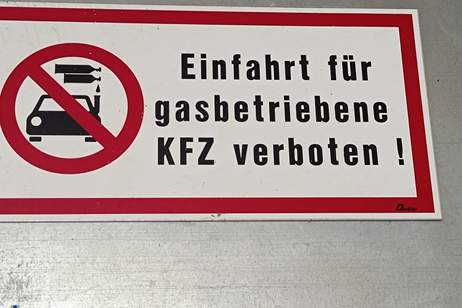 Einfahrt für
gasbetriebene
KFZ verboten !